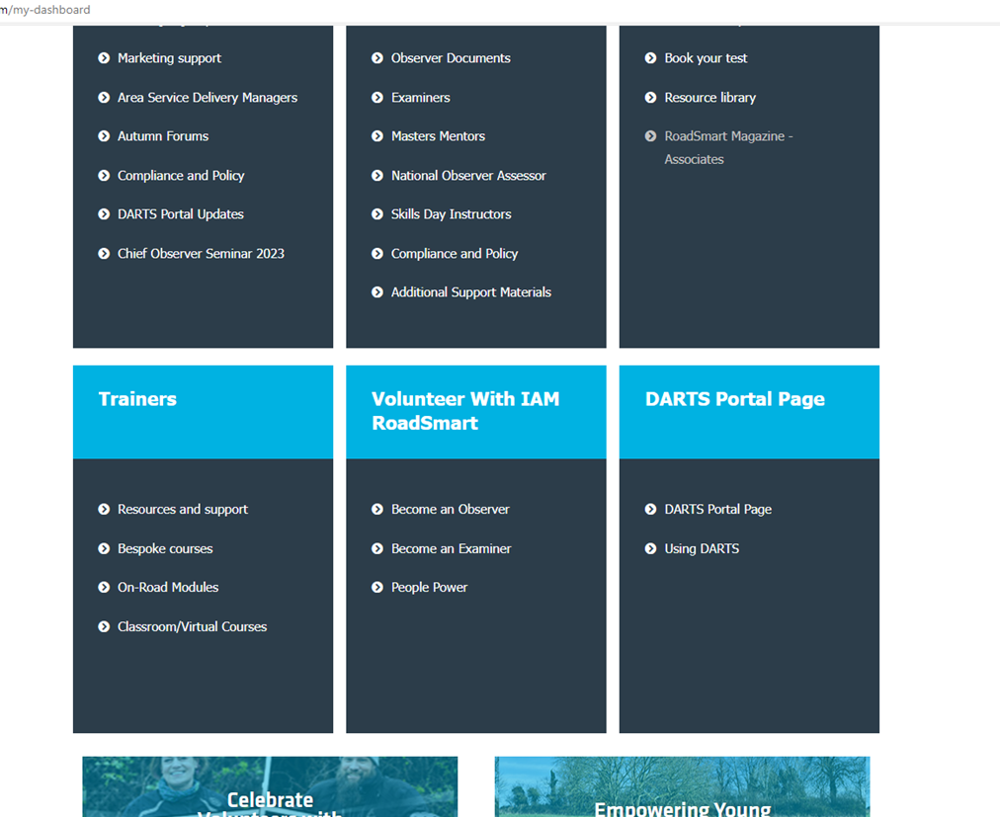 m/my-dashboard
Marketing support
Area Service Delivery Managers
Autumn Forums
Compliance and Policy
DARTS Portal Updates
Chief Observer Seminar 2023
Observer Documents
Examiners
Masters Mentors
National Observer Assessor
Skills Day Instructors
Compliance and Policy
Additional Support Materials
Book your test
Resource library
RoadSmart Magazine -
Associates
Trainers
Resources and support
Bespoke courses
On-Road Modules
Classroom/Virtual Courses
Volunteer With IAM
RoadSmart
Become an Observer
Become an Examiner
People Power
DARTS Portal Page
DARTS Portal Page
Using DARTS
Celebrate
Volunteers with
Empowering Young